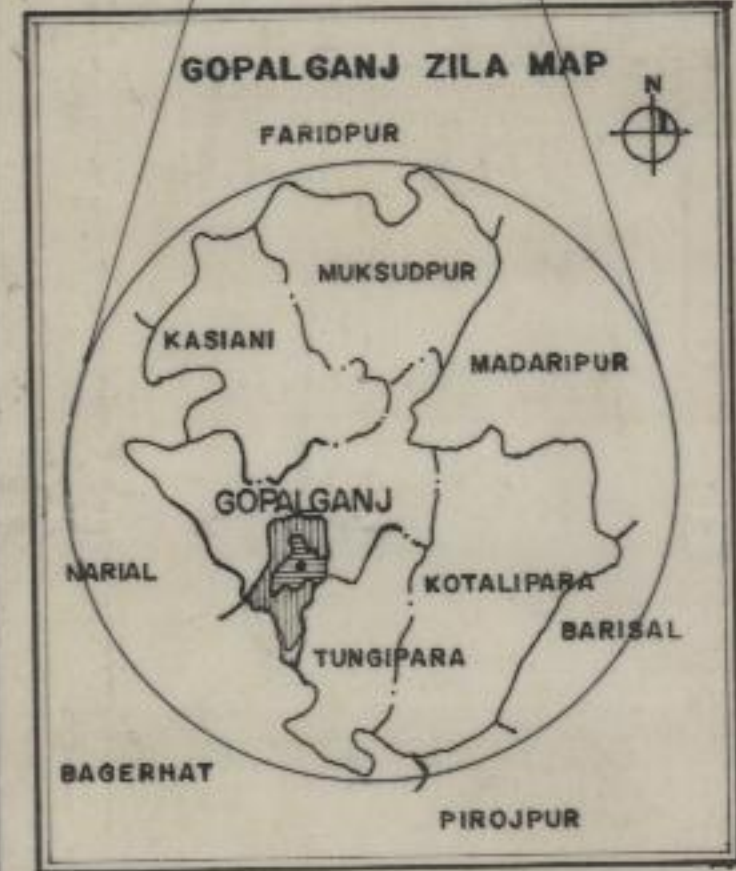 GOPALGANJ ZILA MAP
N
FARIDPUR
MUKSUDPUR
KASIANI
MADARIPUR
GOPALGANJ
NARIAL
KOTALIPARA
BARISAL
TUNGIPARA
BAGERHAT
PIROJPUR